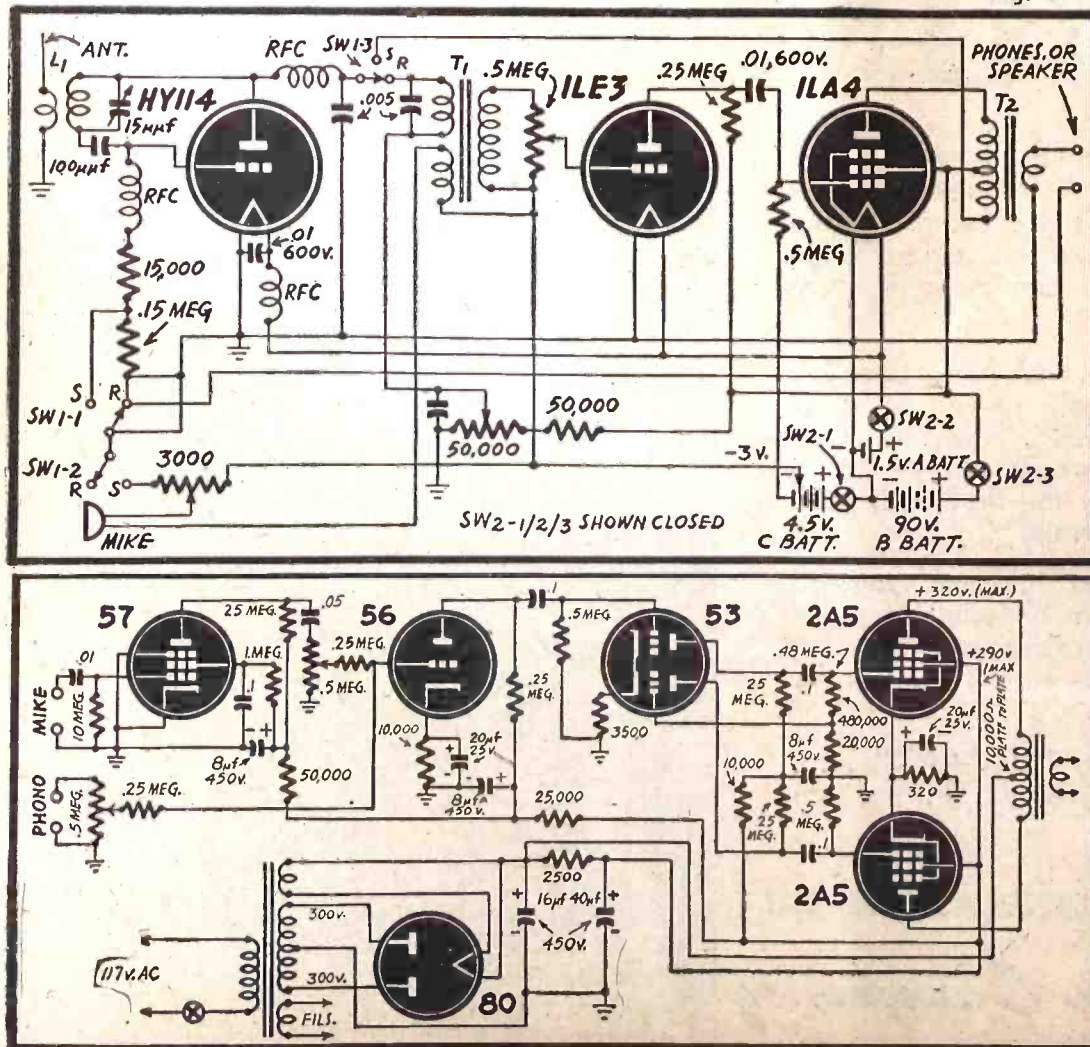 ANT.
L1
RFC
SW1-3
S
R
T1
.5 MEG
1LE3
.25 MEG
.01,600v.
1LA4
PHONES.OR
SPEAKER
T2
HY114
15µµf
100µµf
.005
RFC
.01
600v.
RFC
.5 MEG
15,000
.15 MEG
S
R
SW1-1
SW1-2
R
S
3000
50,000
50,000
-3 v.
SW2-1
SW2-2
1.5v. A BATT.
SW2-3
- +
- +
- +
4.5v.
C BATT.
90v.
B BATT.
MIKE
SW2-1/2/3 SHOWN CLOSED
57
56
53
2A5
+320v. (MAX.)
25 MEG.
.05
.1
.5 MEG.
.48 MEG.
+290v
(MAX
10,000Ω
PLATE TO PLATE
.01
MIKE
10 MEG.
1. MEG.
.1
.25 MEG.
.5 MEG.
.25
MEG.
25
MEG.
.1
480,000
20µf
25v.
10,000
20µf
25v.
3500
8µf
450v.
20,000
8µf
450v.
50,000
8µf
450v.
10,000
320
PHONO
.5 MEG.
.25 MEG.
25,000
25
MEG.
.5
MEG.
.1
2A5
2500
300v.
16µf
40µf
450v.
117v.AC
300v.
80
FILS.